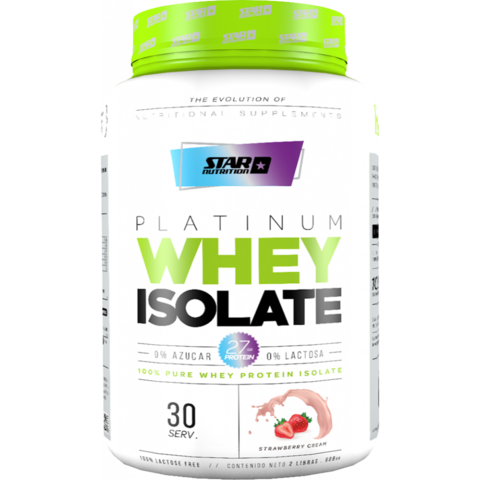 THE EVOLUTION OF
NUTRITIONAL SUPPLEMENTS
STAR
NUTRITION
PLATINUM
WHEY
ISOLATE
0% AZUCAR
27
PROTEIN
0% LACTOSA
100% PURE WHEY PROTEIN ISOLATE
30
SERV.
STRAWBERRY CREAM
100% LACTOSE FREE // CONTENIDO NETO 2 LIBRAS